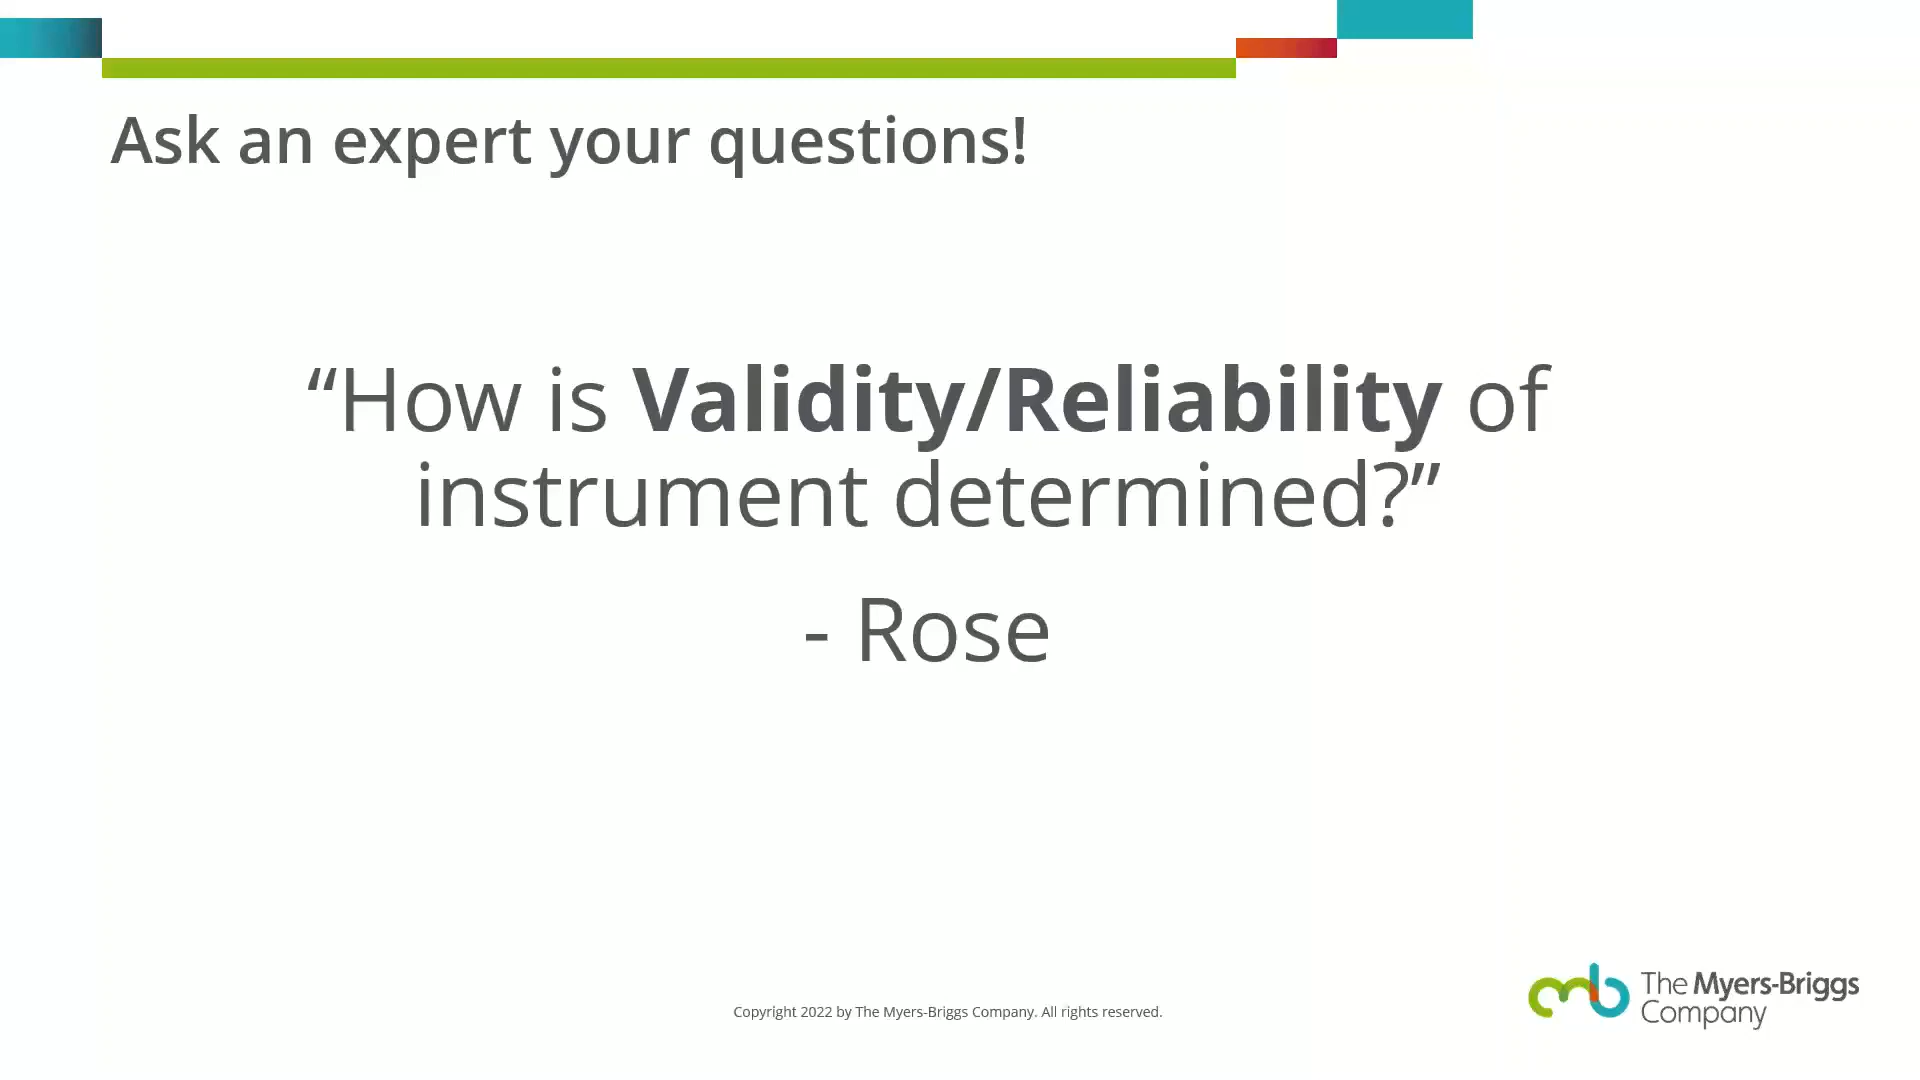 Ask an expert your questions!
“How is Validity/Reliability of
instrument determined?”
- Rose
Copyright 2022 by The Myers-Briggs Company. All rights reserved.
The Myers-Briggs
Company